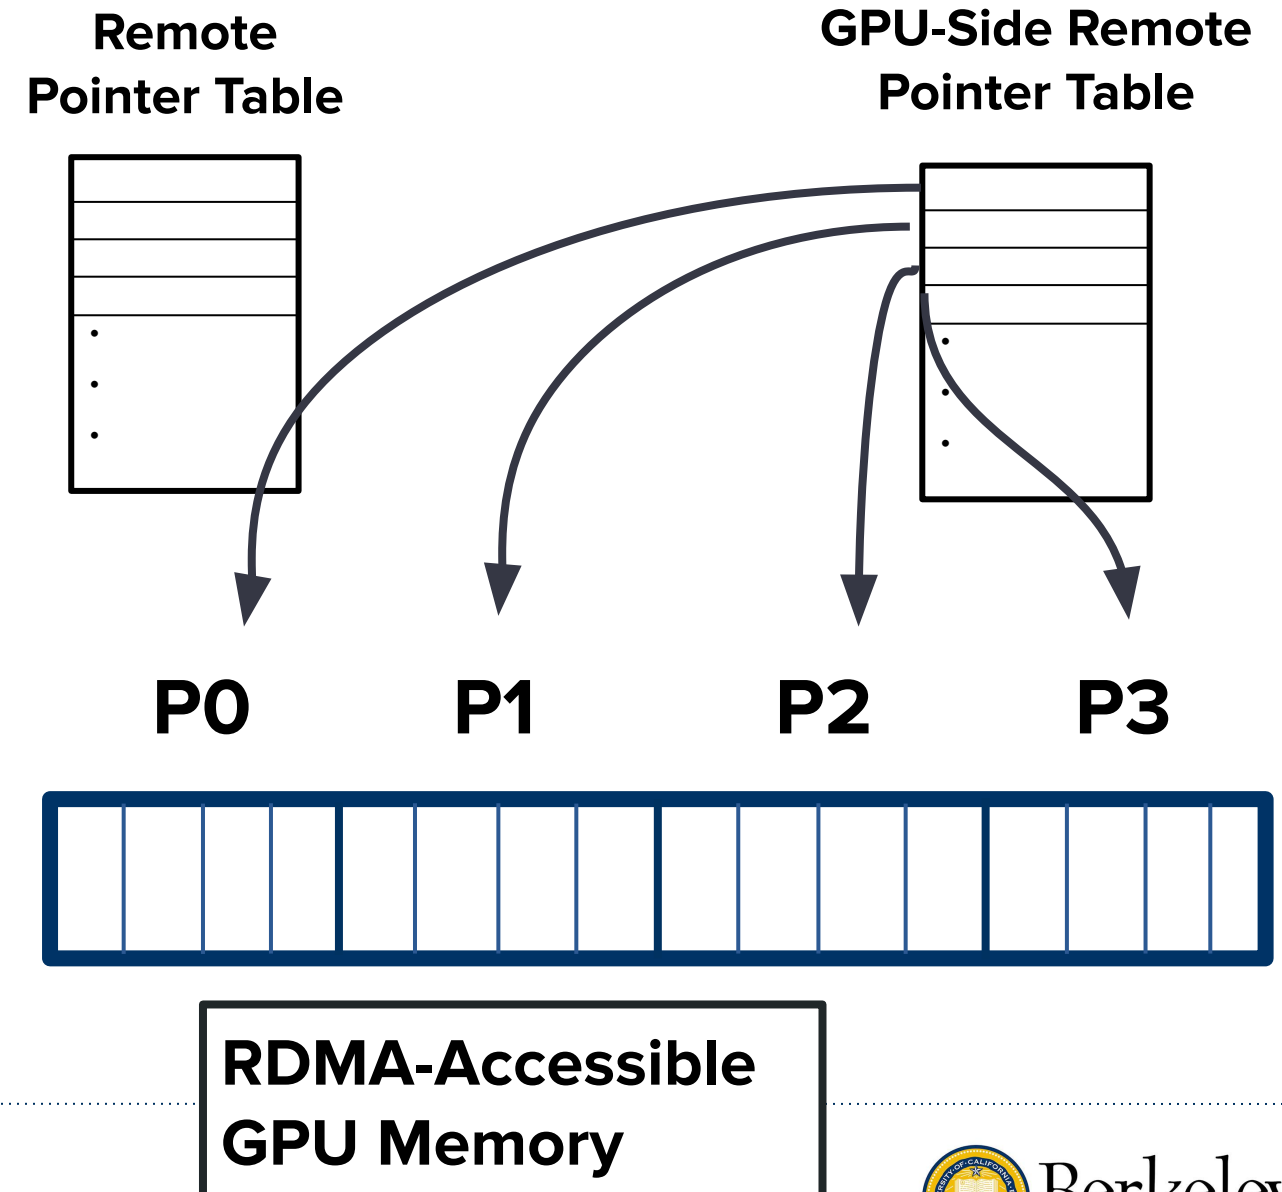 Remote
Pointer Table
GPU-Side Remote
Pointer Table
P0 P1 P2 P3
RDMA-Accessible
GPU Memory